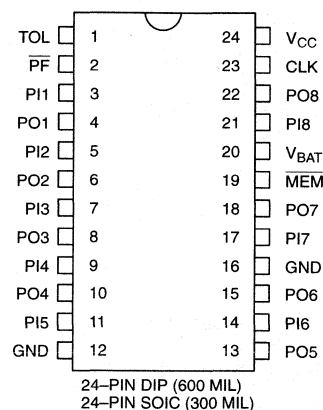 TOL 1 24 VCC
PF 2 23 CLK
PI1 3 22 PO8
PO1 4 21 PI8
PI2 5 20 VBAT
PO2 6 19 MEM
PI3 7 18 PO7
PO3 8 17 PI7
PI4 9 16 GND
PO4 10 15 PO6
PI5 11 14 PI6
GND 12 13 PO5
24–PIN DIP (600 MIL)
24–PIN SOIC (300 MIL)